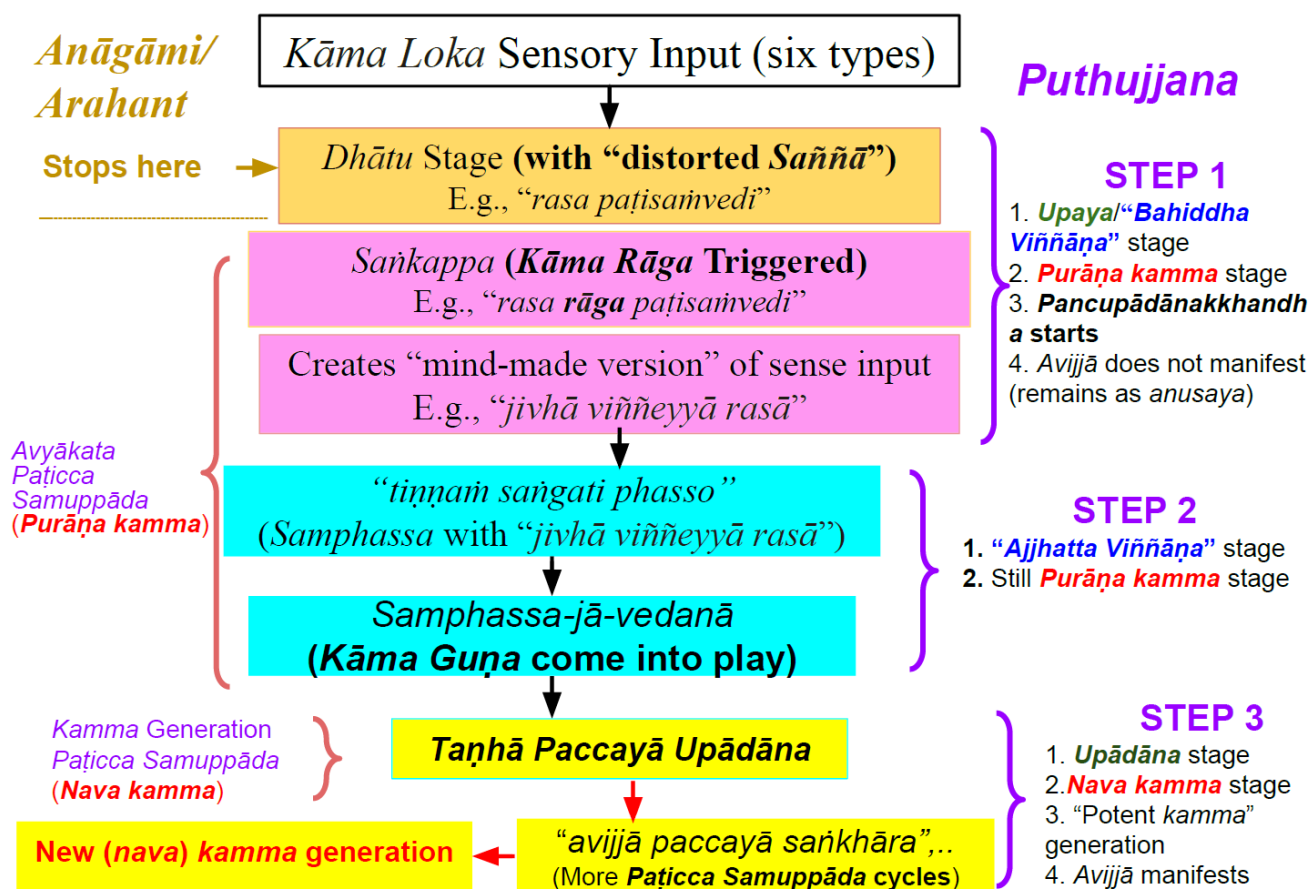 Anāgāmi/
Arahant
Stops here
Kāma Loka Sensory Input (six types)
Dhātu Stage (with “distorted Saññā”)
E.g., “rasa paṭisaṁvedi”
Saṅkappa (Kāma Rāga Triggered)
E.g., “rasa rāga paṭisaṁvedi”
Creates “mind-made version” of sense input
E.g., “jivhā viññeyyā rasā”
“tiṇṇaṁ saṅgati phasso”
(Samphassa with “jivhā viññeyyā rasā”)
Samphassa-jā-vedanā
(Kāma Guṇa come into play)
Taṇhā Paccayā Upādāna
“avijjā paccayā saṅkhāra”,..
(More Paṭicca Samuppāda cycles)
New (nava) kamma generation
Avyākata
Paṭicca
Samuppāda
(Purāṇa kamma)
Kamma Generation
Paṭicca Samuppāda
(Nava kamma)
Puthujjana
STEP 1
1. Upaya/“Bahiddha
Viññāṇa” stage
2. Purāṇa kamma stage
3. Pancupādānakkhandh
a starts
4. Avijjā does not manifest
(remains as anusaya)
STEP 2
1. “Ajjhatta Viññāṇa” stage
2. Still Purāṇa kamma stage
STEP 3
1. Upādāna stage
2.Nava kamma stage
3. “Potent kamma”
generation
4. Avijjā manifests